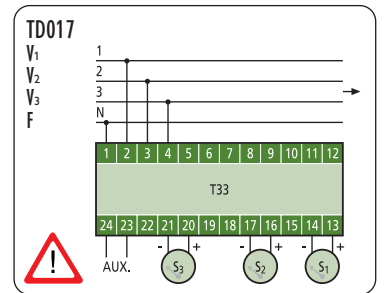 TD017
V1
V2
V3
F
1
2
3
N
1 2 3 4 5 6 7 8 9 10 11 12
T33
24 23 22 21 20 19 18 17 16 15 14 13
- + - + - +
! AUX. S3 S2 S1